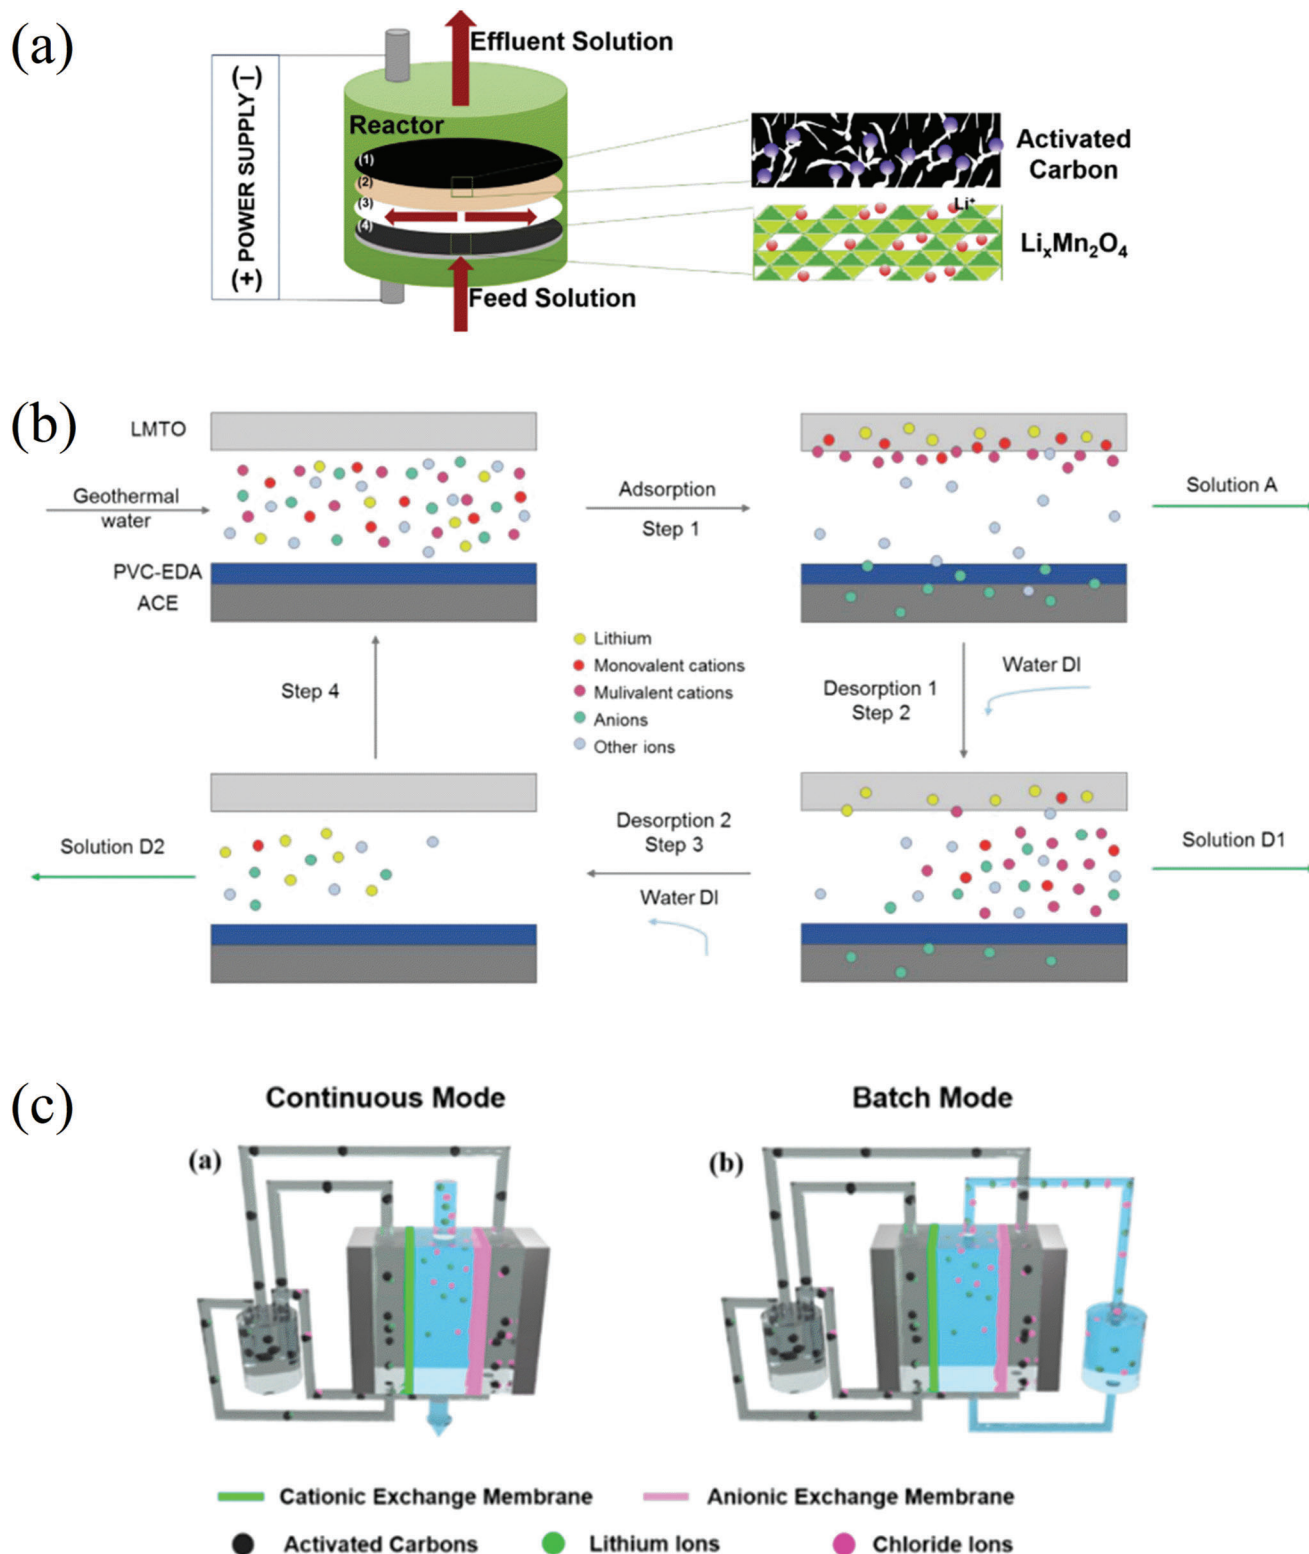 (a)
Effluent Solution
(+) POWER SUPPLY (–)
Reactor
(1)
(2)
(3)
(4)
Feed Solution
Activated
Carbon
Li⁺
LiₓMn₂O₄
(b)
LMTO
Geothermal
water
PVC-EDA
ACE
Adsorption
Step 1
Solution A
Lithium
Monovalent cations
Mulivalent cations
Anions
Other ions
Step 4
Desorption 1
Step 2
Water DI
Solution D2
Desorption 2
Step 3
Water DI
Solution D1
(c)
Continuous Mode
Batch Mode
(a)
(b)
Cationic Exchange Membrane
Anionic Exchange Membrane
Activated Carbons
Lithium Ions
Chloride Ions